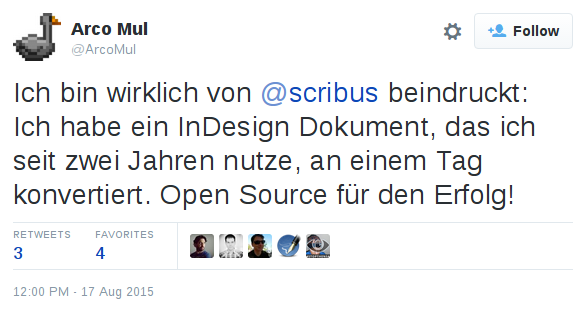 Arco Mul
@ArcoMul
Follow
Ich bin wirklich von @scribus beindruckt:
Ich habe ein InDesign Dokument, das ich
seit zwei Jahren nutze, an einem Tag
konvertiert. Open Source für den Erfolg!
RETWEETS FAVORITES
3 4
12:00 PM - 17 Aug 2015